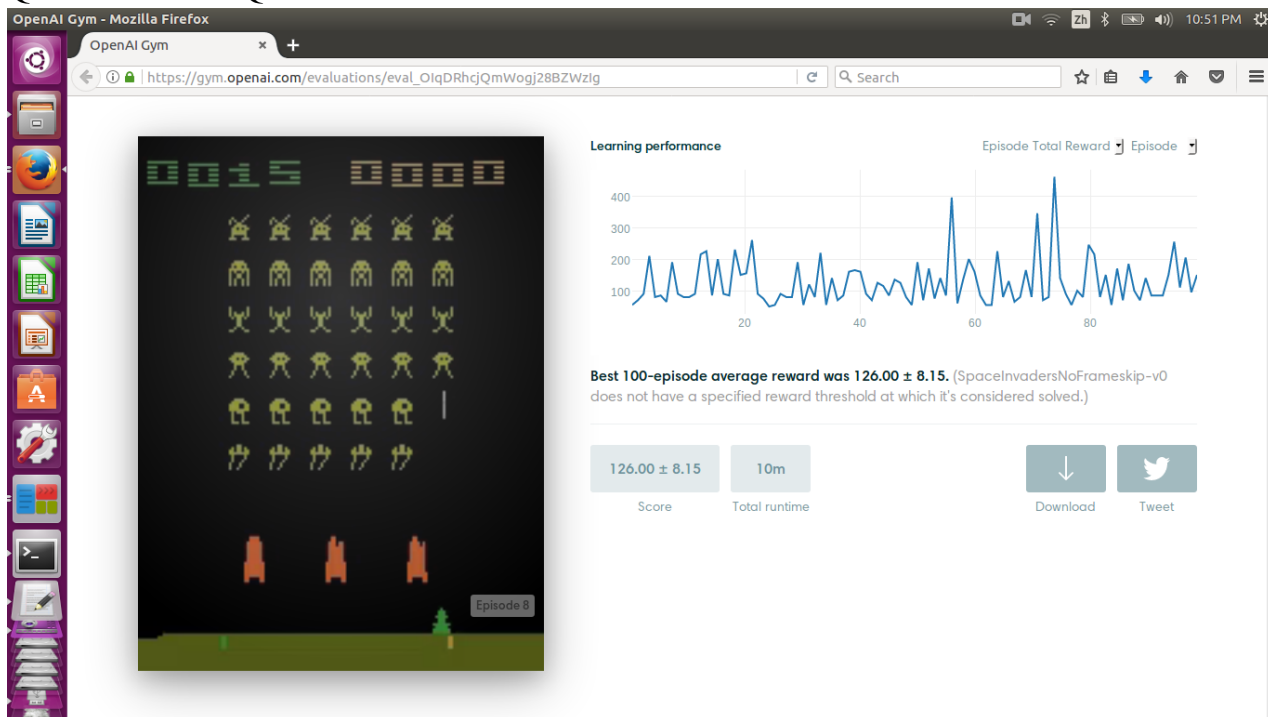 OpenAI Gym - Mozilla Firefox
Zh
10:51 PM
OpenAI Gym
https://gym.openai.com/evaluations/eval_OIqDRhcjQmWogj28BZWzIg
Search
0015 0000
Episode 8
Learning performance
Episode Total Reward Episode
400
300
200
100
20 40 60 80
Best 100-episode average reward was 126.00 ± 8.15. (SpaceInvadersNoFrameskip-v0
does not have a specified reward threshold at which it's considered solved.)
126.00 ± 8.15 10m
Score Total runtime
Download Tweet